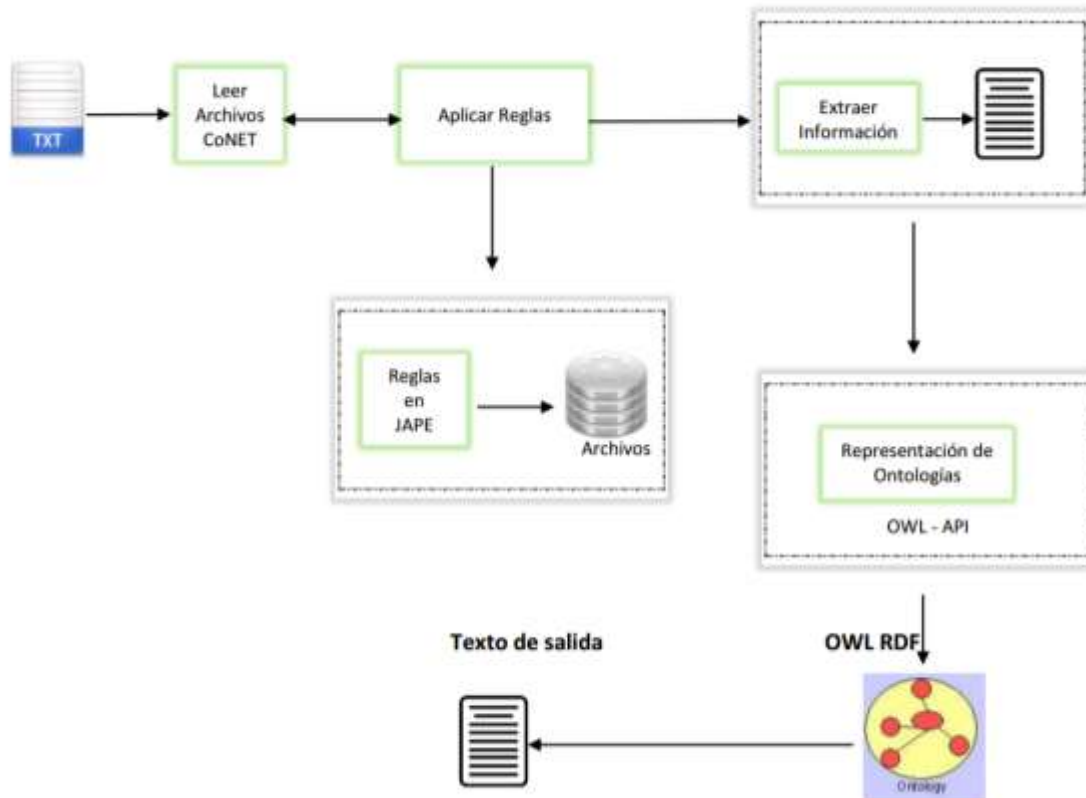 TXT
Leer
Archivos
CoNET
Aplicar Reglas
Extraer
Información
Reglas
en
JAPE
Archivos
Representación de
Ontologías
OWL - API
Texto de salida
OWL RDF
Ontology